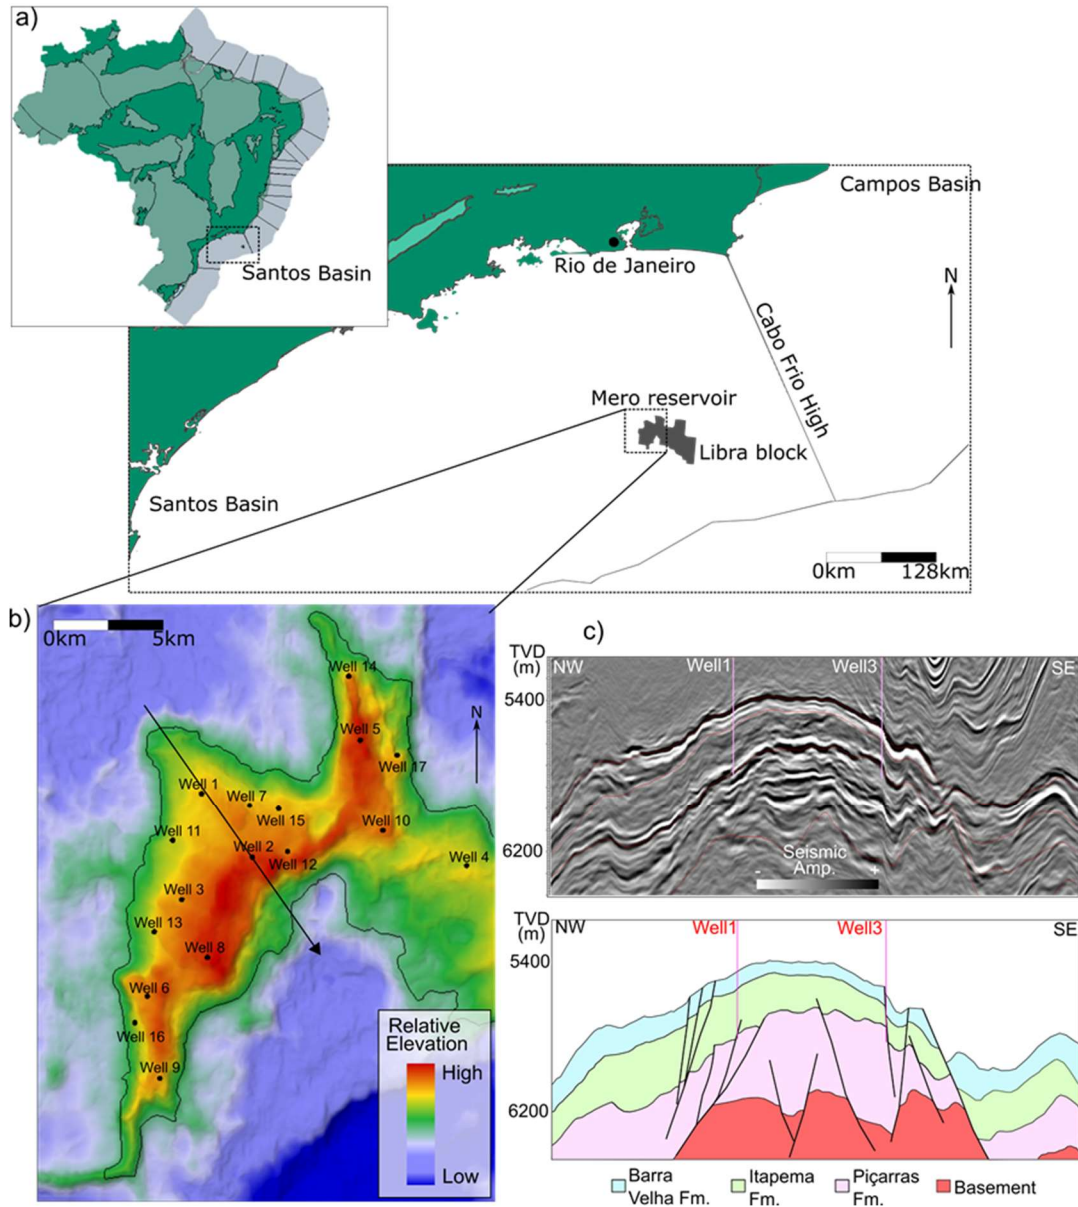 a)
Santos Basin
Campos Basin
Rio de Janeiro
N
Cabo Frio High
Mero reservoir
Libra block
Santos Basin
0km 128km
b)
0km 5km
N
Well 14
Well 5
Well 17
Well 1
Well 7
Well 15
Well 10
Well 11
Well 2
Well 12
Well 4
Well 3
Well 13
Well 8
Well 6
Well 16
Well 9
Relative
Elevation
High
Low
c)
TVD
(m)
NW Well1 Well3 SE
5400
6200
Seismic
Amp.
- +
TVD
(m)
NW Well1 Well3 SE
5400
6200
Barra
Velha Fm.
Itapema
Fm.
Piçarras
Fm.
Basement